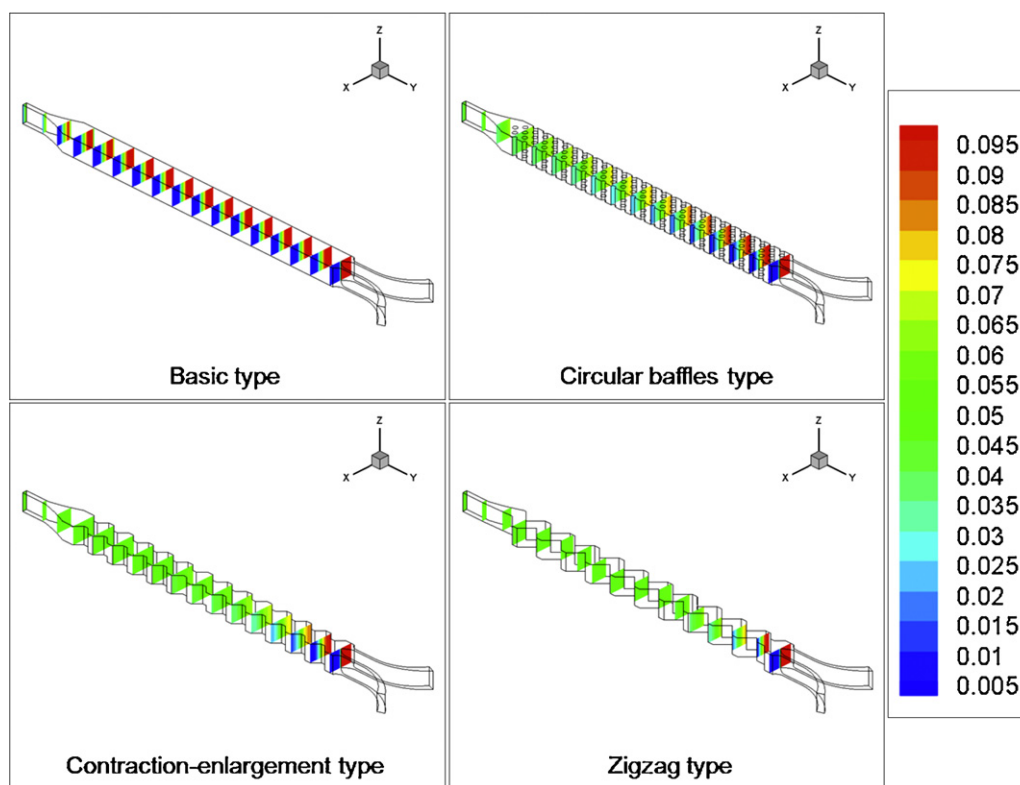 Z
X Y
Basic type
Z
X Y
Circular baffles type
Z
X Y
Contraction-enlargement type
Z
X Y
Zigzag type
0.095
0.09
0.085
0.08
0.075
0.07
0.065
0.06
0.055
0.05
0.045
0.04
0.035
0.03
0.025
0.02
0.015
0.01
0.005